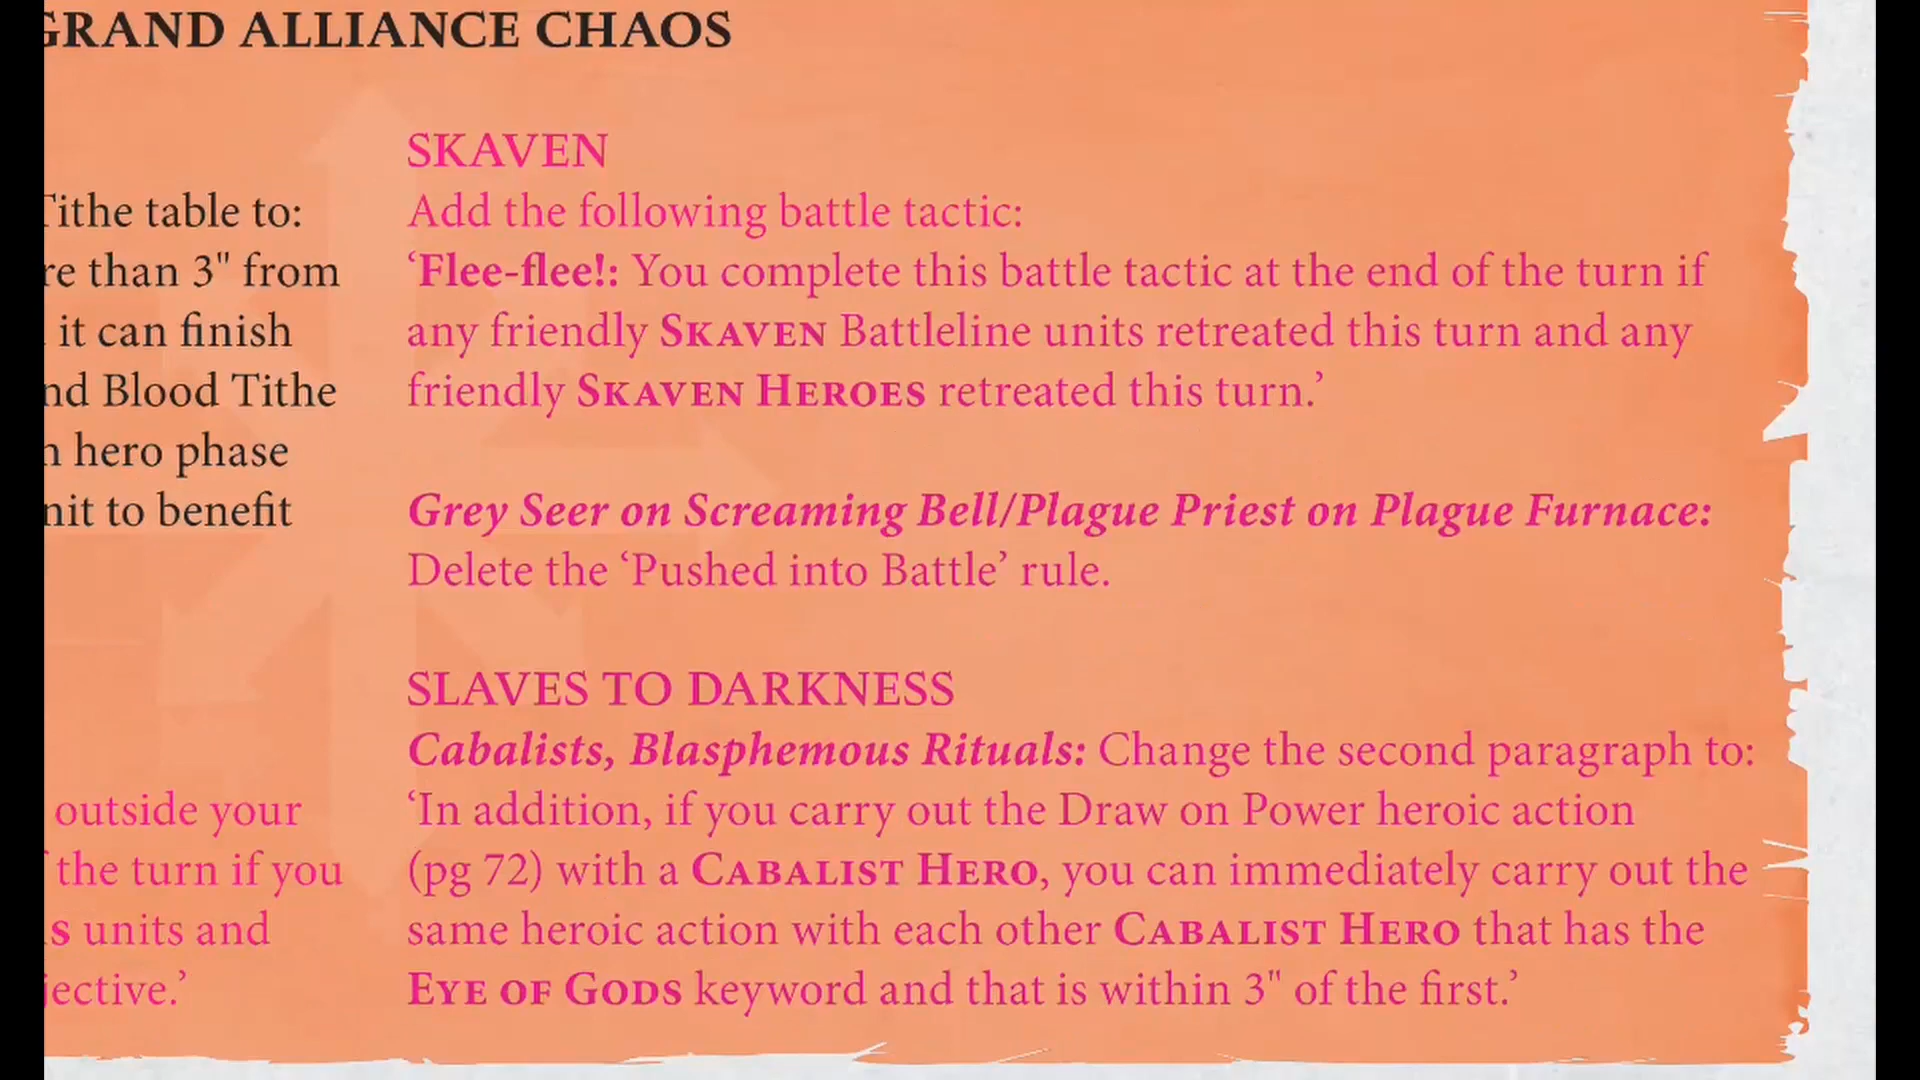 GRAND ALLIANCE CHAOS
Tithe table to:
than 3" from
it can finish
Blood Tithe
hero phase
to benefit
outside your
the turn if you
units and
SKAVEN
Add the following battle tactic:
‘Flee-flee!: You complete this battle tactic at the end of the turn if
any friendly SKAVEN Battleline units retreated this turn and any
friendly SKAVEN HEROES retreated this turn.’
Grey Seer on Screaming Bell/Plague Priest on Plague Furnace:
Delete the ‘Pushed into Battle’ rule.
SLAVES TO DARKNESS
Cabalists, Blasphemous Rituals: Change the second paragraph to:
‘In addition, if you carry out the Draw on Power heroic action
(pg 72) with a CABALIST HERO, you can immediately carry out the
same heroic action with each other CABALIST HERO that has the
EYE OF GODS keyword and that is within 3" of the first.’